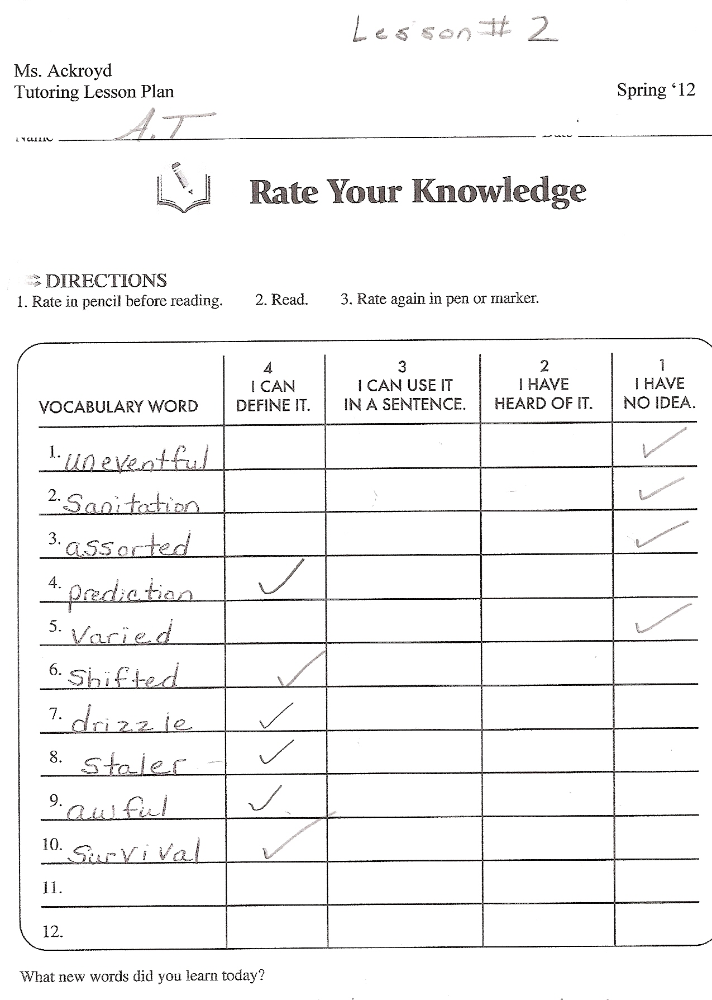 Lesson # 2
Ms. Ackroyd
Tutoring Lesson Plan
Spring ‘12
Name A.T Date
Rate Your Knowledge
DIRECTIONS
1. Rate in pencil before reading. 2. Read. 3. Rate again in pen or marker.
VOCABULARY WORD
4
I CAN
DEFINE IT.
3
I CAN USE IT
IN A SENTENCE.
2
I HAVE
HEARD OF IT.
1
I HAVE
NO IDEA.
1. uneventful ✓
2. Sanitation ✓
3. assorted ✓
4. prediction ✓
5. Varied ✓
6. Shifted ✓
7. drizzle ✓
8. Staler ✓
9. awful ✓
10. Survival ✓
11.
12.
What new words did you learn today?